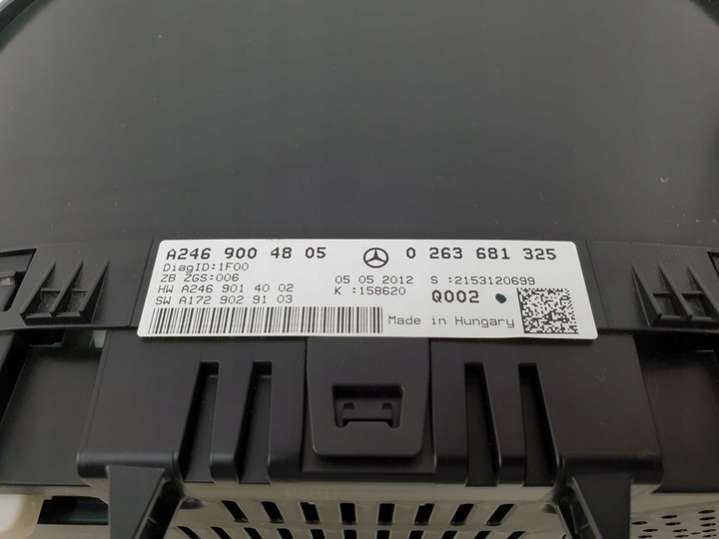 A246 900 48 05 0 263 681 325
DiagID:1F00
ZB ZGS:006 05 05 2012 S :2153120699
HW A246 901 40 02 K :158620 Q002
SW A172 902 91 03
Made in Hungary